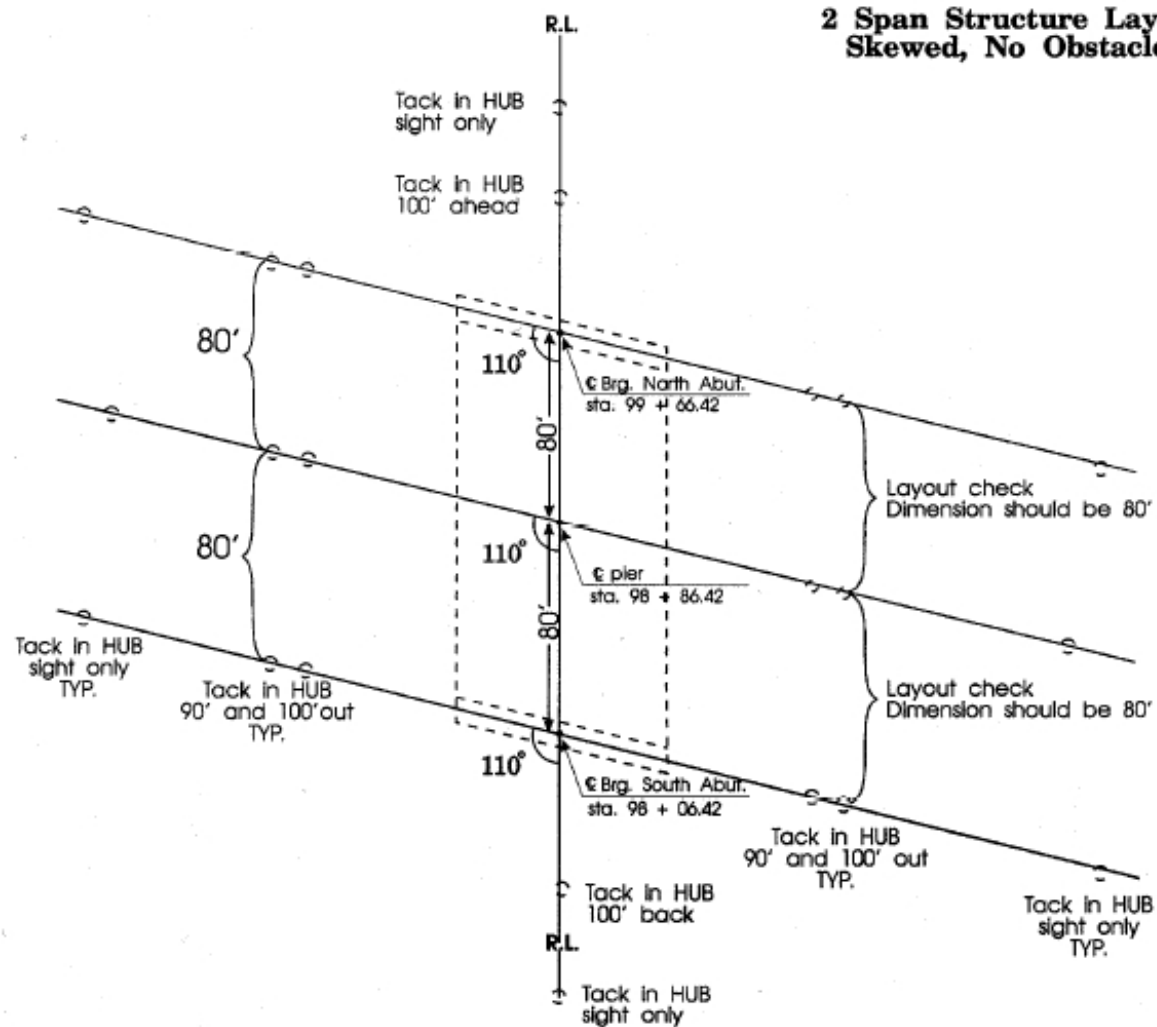 2 Span Structure Lay
Skewed, No Obstacle
R.L.
Tack in HUB
sight only
Tack in HUB
100' ahead
80'
110°
℄ Brg. North Abut.
sta. 99 + 66.42
80'
Layout check
Dimension should be 80'
80'
110°
℄ pier
sta. 98 + 86.42
80'
Tack in HUB
sight only
TYP.
Tack in HUB
90' and 100' out
TYP.
Layout check
Dimension should be 80'
110°
℄ Brg. South Abut.
sta. 98 + 06.42
Tack in HUB
90' and 100' out
TYP.
Tack in HUB
100' back
Tack in HUB
sight only
TYP.
R.L.
Tack in HUB
sight only